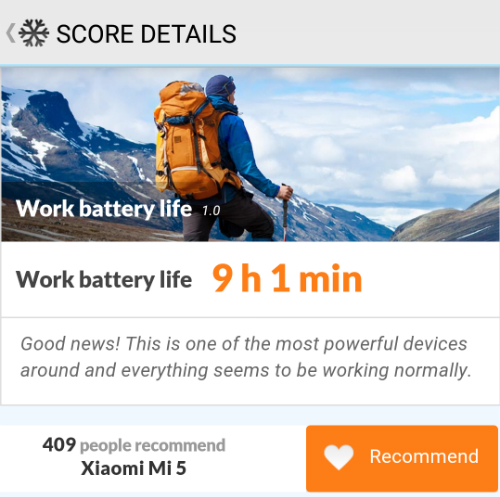 SCORE DETAILS
Work battery life 1.0
Work battery life 9 h 1 min
Good news! This is one of the most powerful devices
around and everything seems to be working normally.
409 people recommend
Xiaomi Mi 5
Recommend